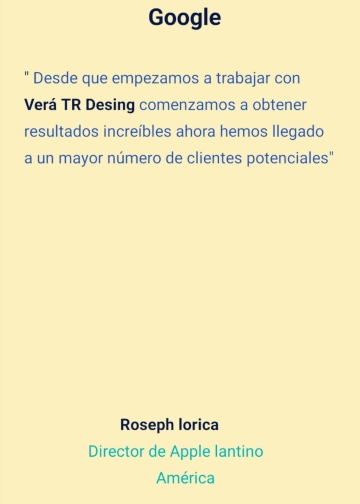 Google
" Desde que empezamos a trabajar con
Verá TR Desing comenzamos a obtener
resultados increíbles ahora hemos llegado
a un mayor número de clientes potenciales"
Roseph lorica
Director de Apple lantino
América